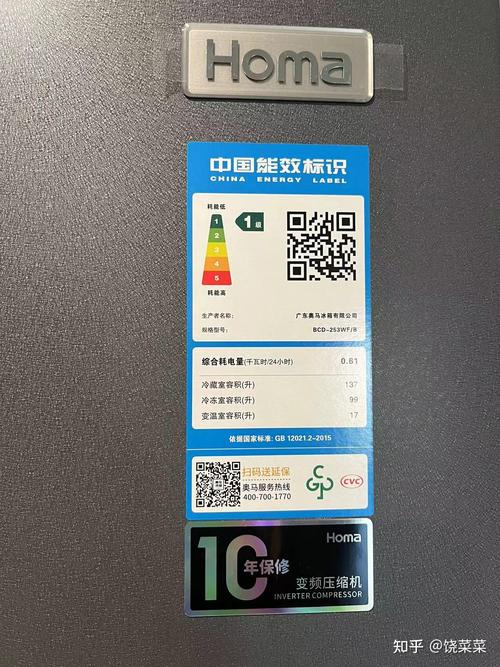 Homa
中国能效标识
CHINA ENERGY LABEL
耗能低
1
2
3
4
5
耗能高
1级
生产者名称: 广东奥马冰箱有限公司
规格型号: BCD-253WF/B
综合耗电量(千瓦时/24小时) 0.61
冷藏室容积(升) 137
冷冻室容积(升) 99
变温室容积(升) 17
依据国家标准: GB 12021.2-2015
扫码送延保
奥马服务热线
400-700-1770
CGP
CVC
10年保修
Homa
变频压缩机
INVERTER COMPRESSOR
知乎 @饶菜菜